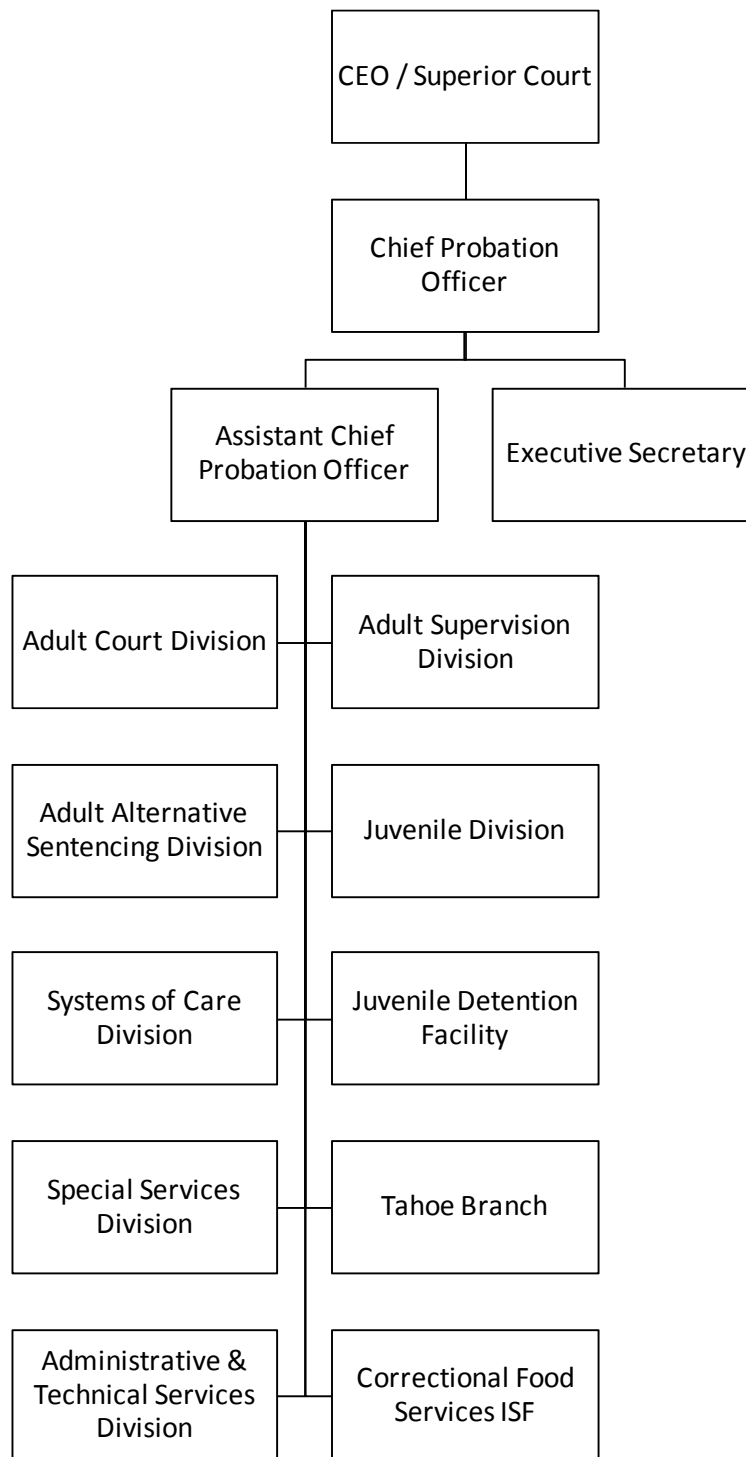 CEO / Superior Court
Chief Probation
Officer
Assistant Chief
Probation Officer
Executive Secretary
Adult Court Division
Adult Supervision
Division
Adult Alternative
Sentencing Division
Juvenile Division
Systems of Care
Division
Juvenile Detention
Facility
Special Services
Division
Tahoe Branch
Administrative &
Technical Services
Division
Correctional Food
Services ISF